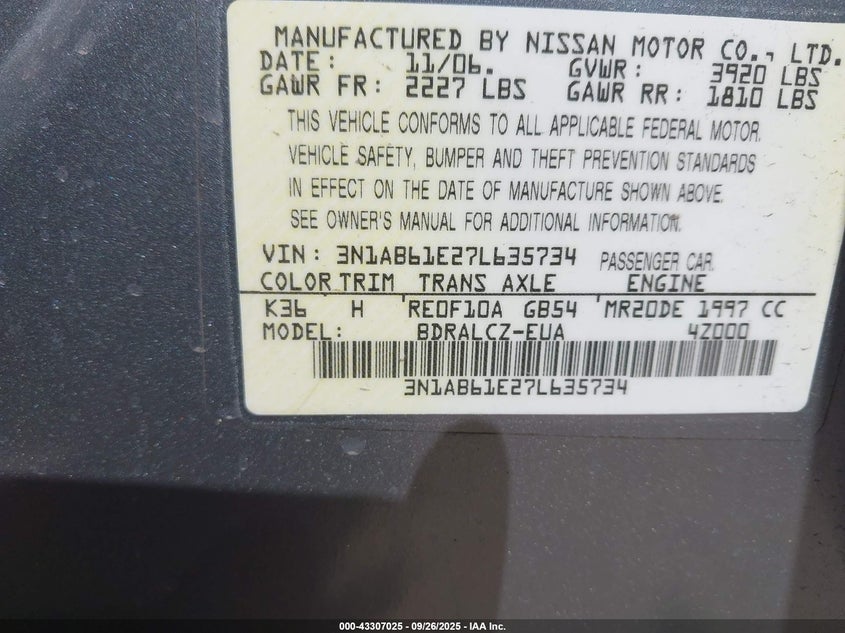 MANUFACTURED BY NISSAN MOTOR CO., LTD.
DATE: 11/06. GVWR: 3920 LBS
GAWR FR: 2227 LBS GAWR RR: 1810 LBS
THIS VEHICLE CONFORMS TO ALL APPLICABLE FEDERAL MOTOR
VEHICLE SAFETY, BUMPER AND THEFT PREVENTION STANDARDS
IN EFFECT ON THE DATE OF MANUFACTURE SHOWN ABOVE.
SEE OWNER'S MANUAL FOR ADDITIONAL INFORMATION.
VIN: 3N1AB61E27L635734 PASSENGER CAR
COLOR TRIM TRANS AXLE ENGINE
K36 H RE0F10A GB54 MR20DE 1997 CC
MODEL: BDRALCZ-EUA 4Z000
3N1AB61E27L635734
000-43307025 - 09/26/2025 - IAA Inc.